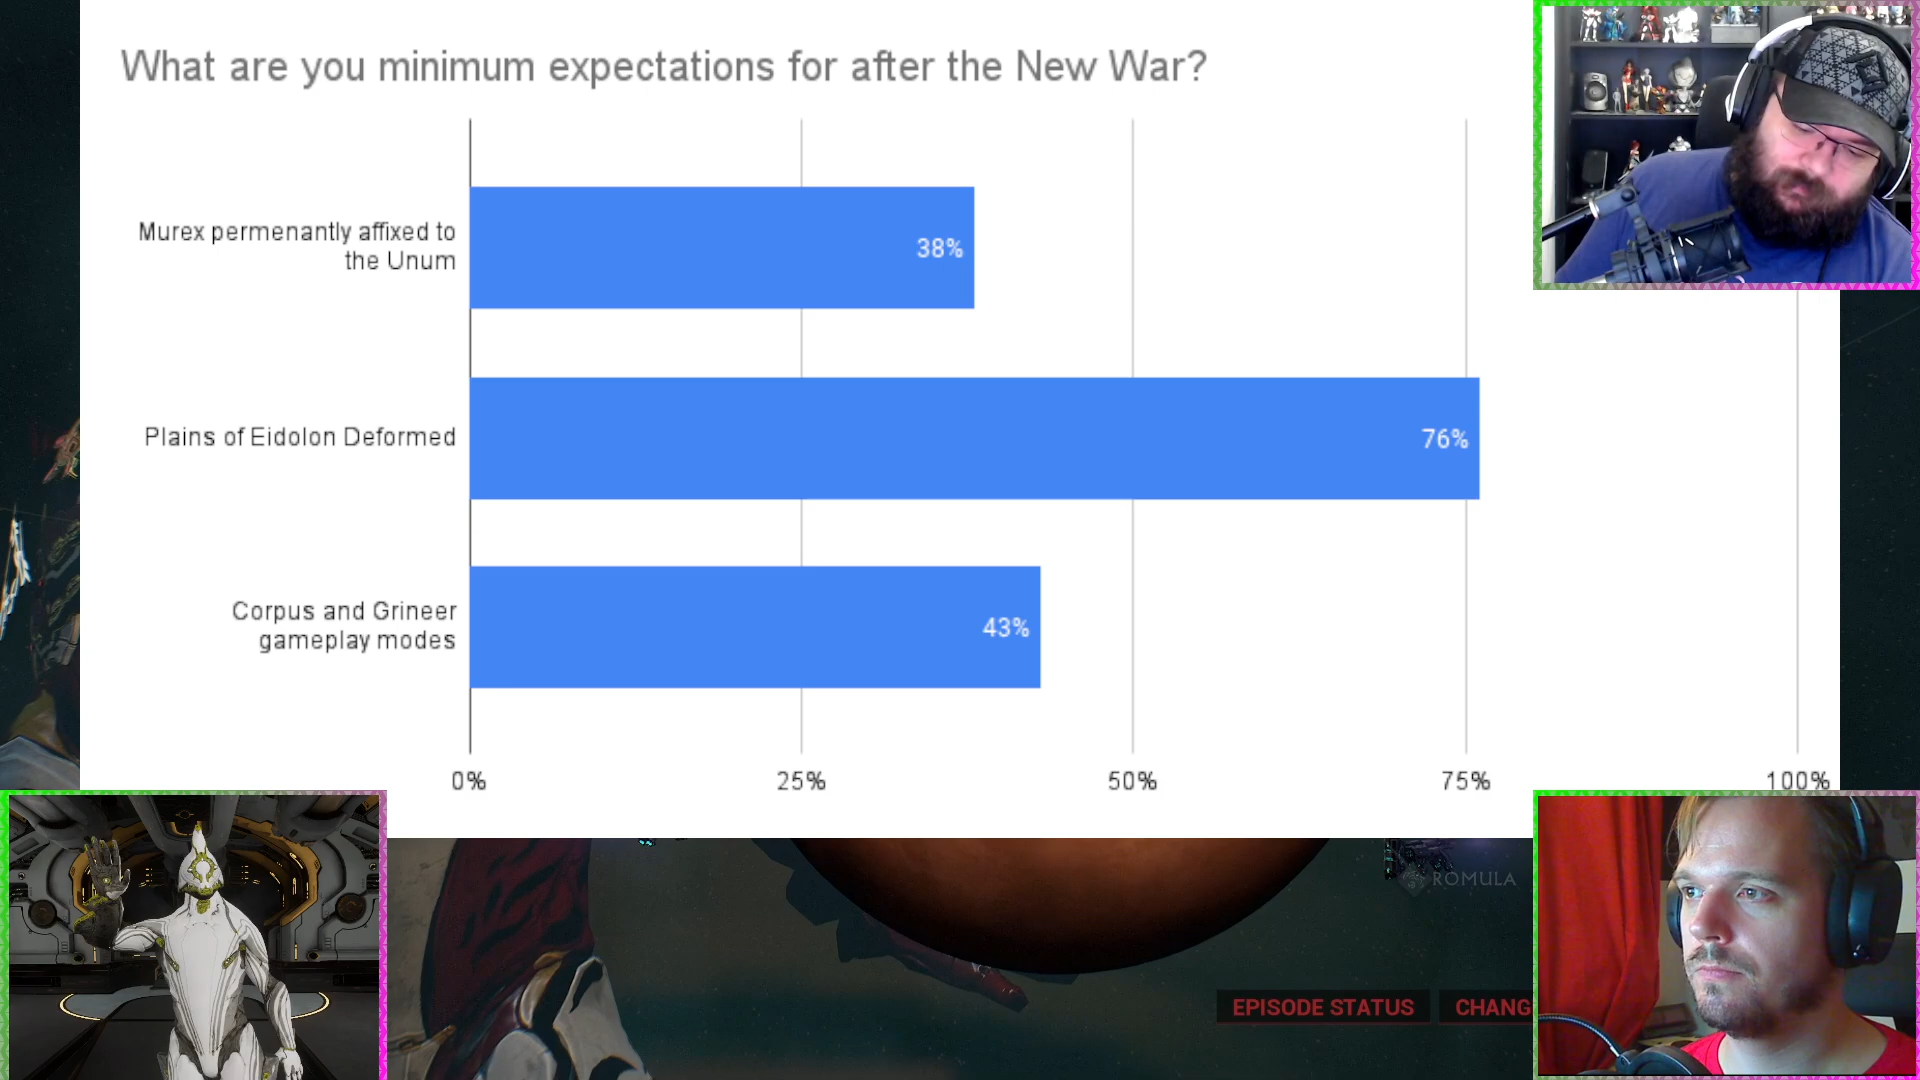 What are you minimum expectations for after the New War?
Murex permenantly affixed to
the Unum
38%
Plains of Eidolon Deformed
76%
Corpus and Grineer
gameplay modes
43%
0%
25%
50%
75%
100%
ROMULA
EPISODE STATUS
CHANG